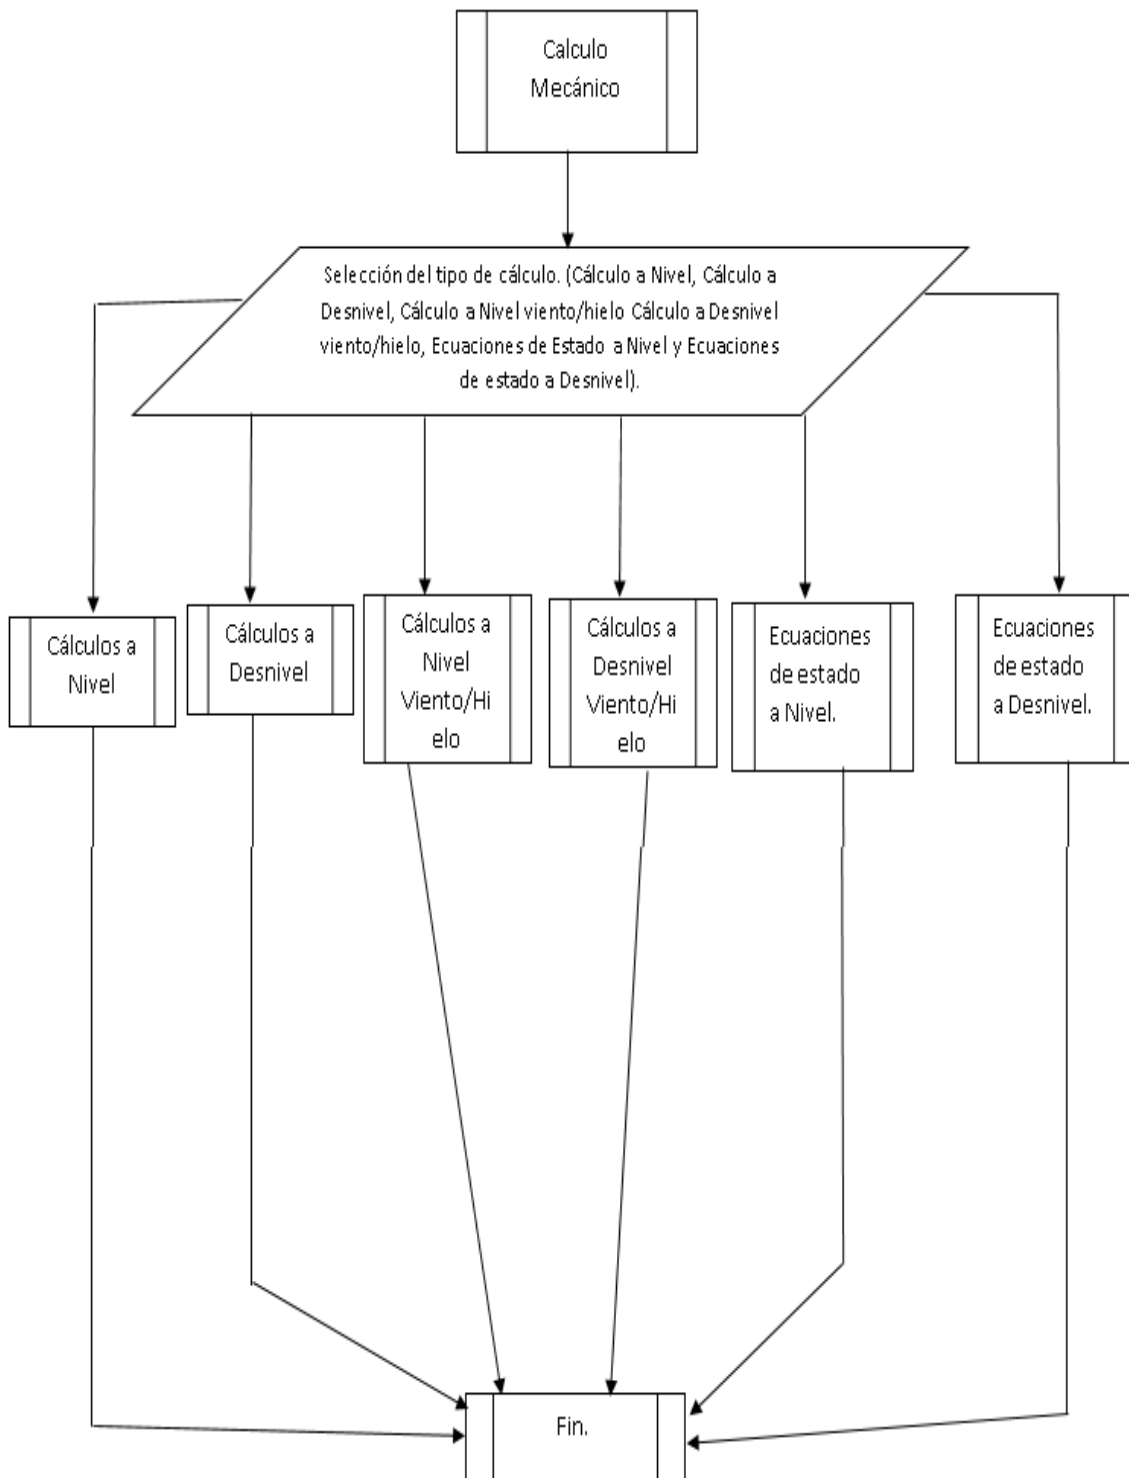 Calculo
Mecánico
Selección del tipo de cálculo. (Cálculo a Nivel, Cálculo a
Desnivel, Cálculo a Nivel viento/hielo Cálculo a Desnivel
viento/hielo, Ecuaciones de Estado a Nivel y Ecuaciones
de estado a Desnivel).
Cálculos a
Nivel
Cálculos a
Desnivel
Cálculos a
Nivel
Viento/Hi
elo
Cálculos a
Desnivel
Viento/Hi
elo
Ecuaciones
de estado
a Nivel.
Ecuaciones
de estado
a Desnivel.
Fin.